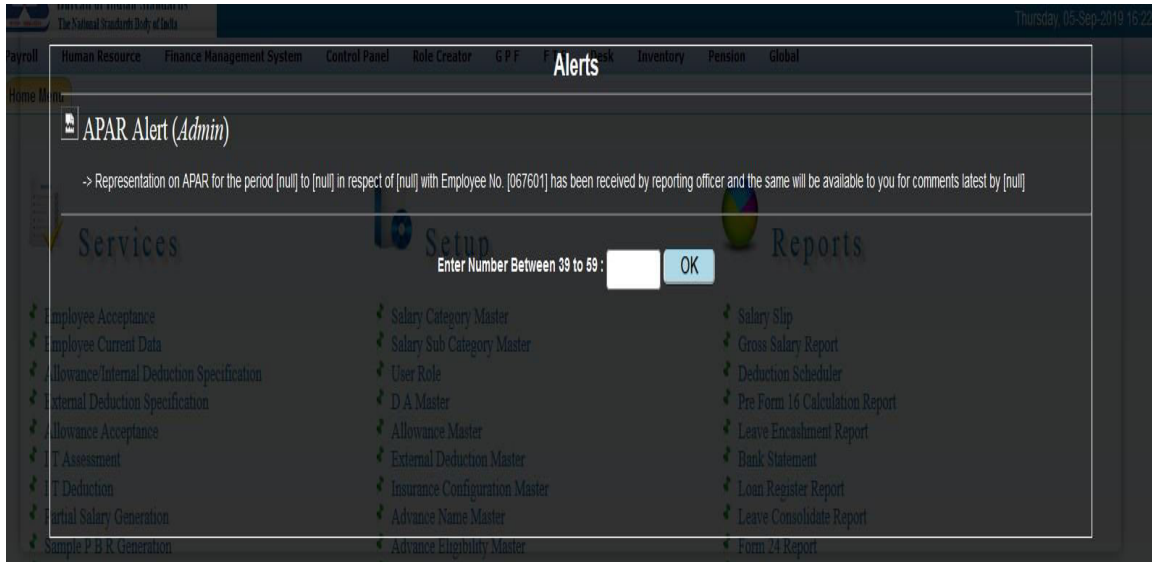 Bureau of Indian Standards
The National Standards Body of India
Thursday, 05-Sep-2019 16:22
Payroll Human Resource Finance Management System Control Panel Role Creator G P F Desk Inventory Pension Global
Alerts
Home Menu
APAR Alert (Admin)
-> Representation on APAR for the period [null] to [null] in respect of [null] with Employee No. [067601] has been received by reporting officer and the same will be available to you for comments latest by [null]
Services
Setup
Reports
Enter Number Between 39 to 59 :
OK
Employee Acceptance
Employee Current Data
Allowance/Internal Deduction Specification
External Deduction Specification
Allowance Acceptance
I T Assessment
I T Deduction
Partial Salary Generation
Sample P B R Generation
Salary Category Master
Salary Sub Category Master
User Role
D A Master
Allowance Master
External Deduction Master
Insurance Configuration Master
Advance Name Master
Advance Eligibility Master
Salary Slip
Gross Salary Report
Deduction Scheduler
Pre Form 16 Calculation Report
Leave Encashment Report
Bank Statement
Loan Register Report
Leave Consolidate Report
Form 24 Report